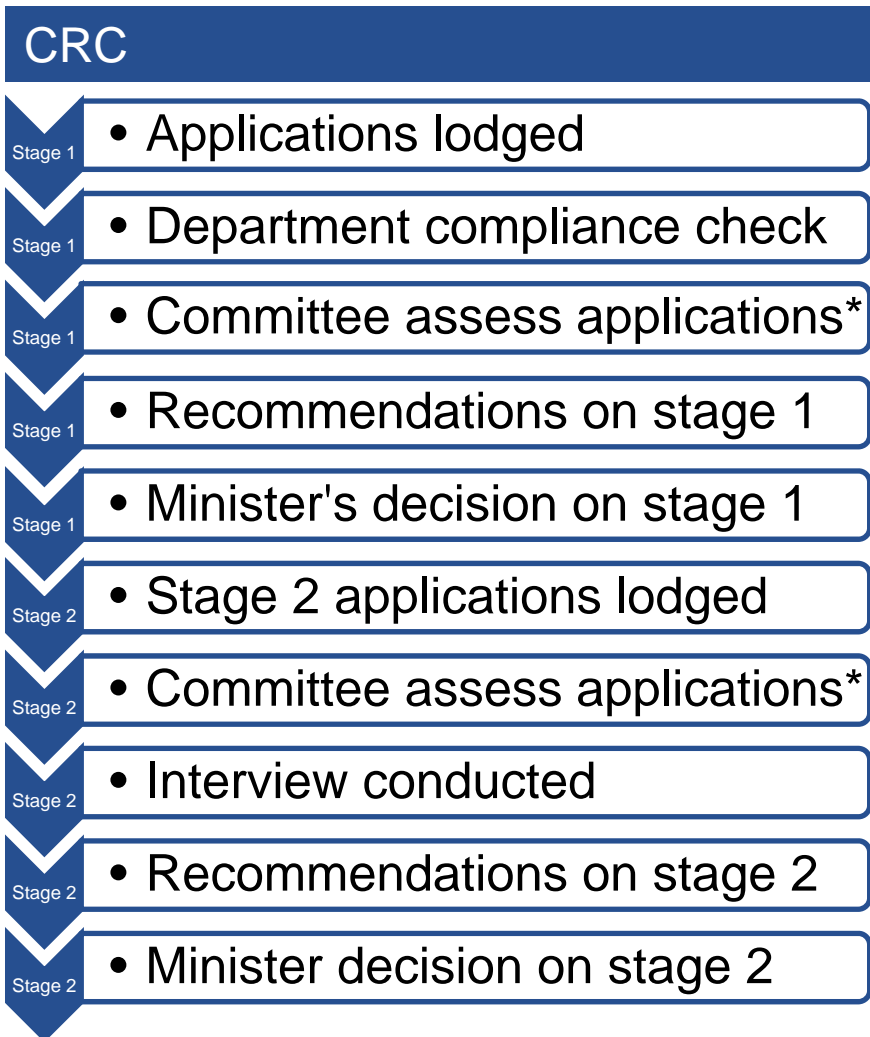 CRC
Stage 1
• Applications lodged
Stage 1
• Department compliance check
Stage 1
• Committee assess applications*
Stage 1
• Recommendations on stage 1
Stage 1
• Minister's decision on stage 1
Stage 2
• Stage 2 applications lodged
Stage 2
• Committee assess applications*
Stage 2
• Interview conducted
Stage 2
• Recommendations on stage 2
Stage 2
• Minister decision on stage 2